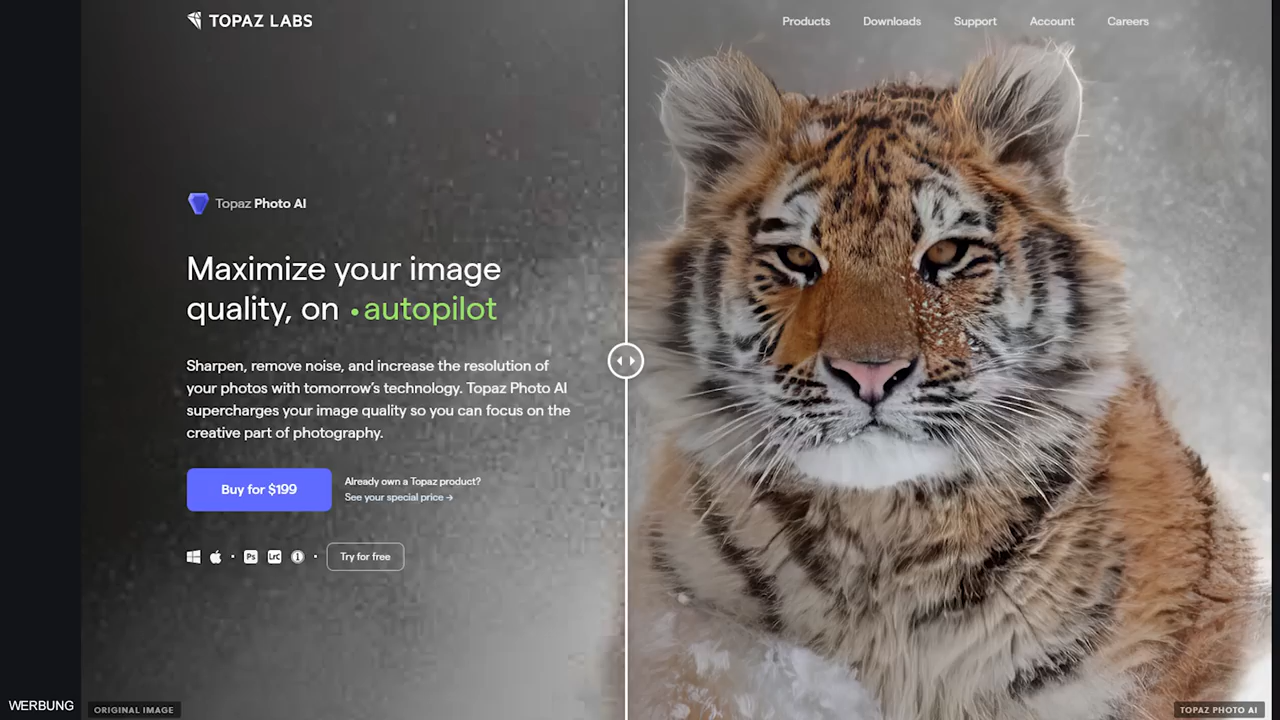 TOPAZ LABS
Products Downloads Support Account Careers
Topaz Photo AI
Maximize your image
quality, on • autopilot
Sharpen, remove noise, and increase the resolution of
your photos with tomorrow's technology. Topaz Photo AI
supercharges your image quality so you can focus on the
creative part of photography.
Buy for $199
Already own a Topaz product?
See your special price →
Ps LrC
Try for free
WERBUNG
ORIGINAL IMAGE
TOPAZ PHOTO AI